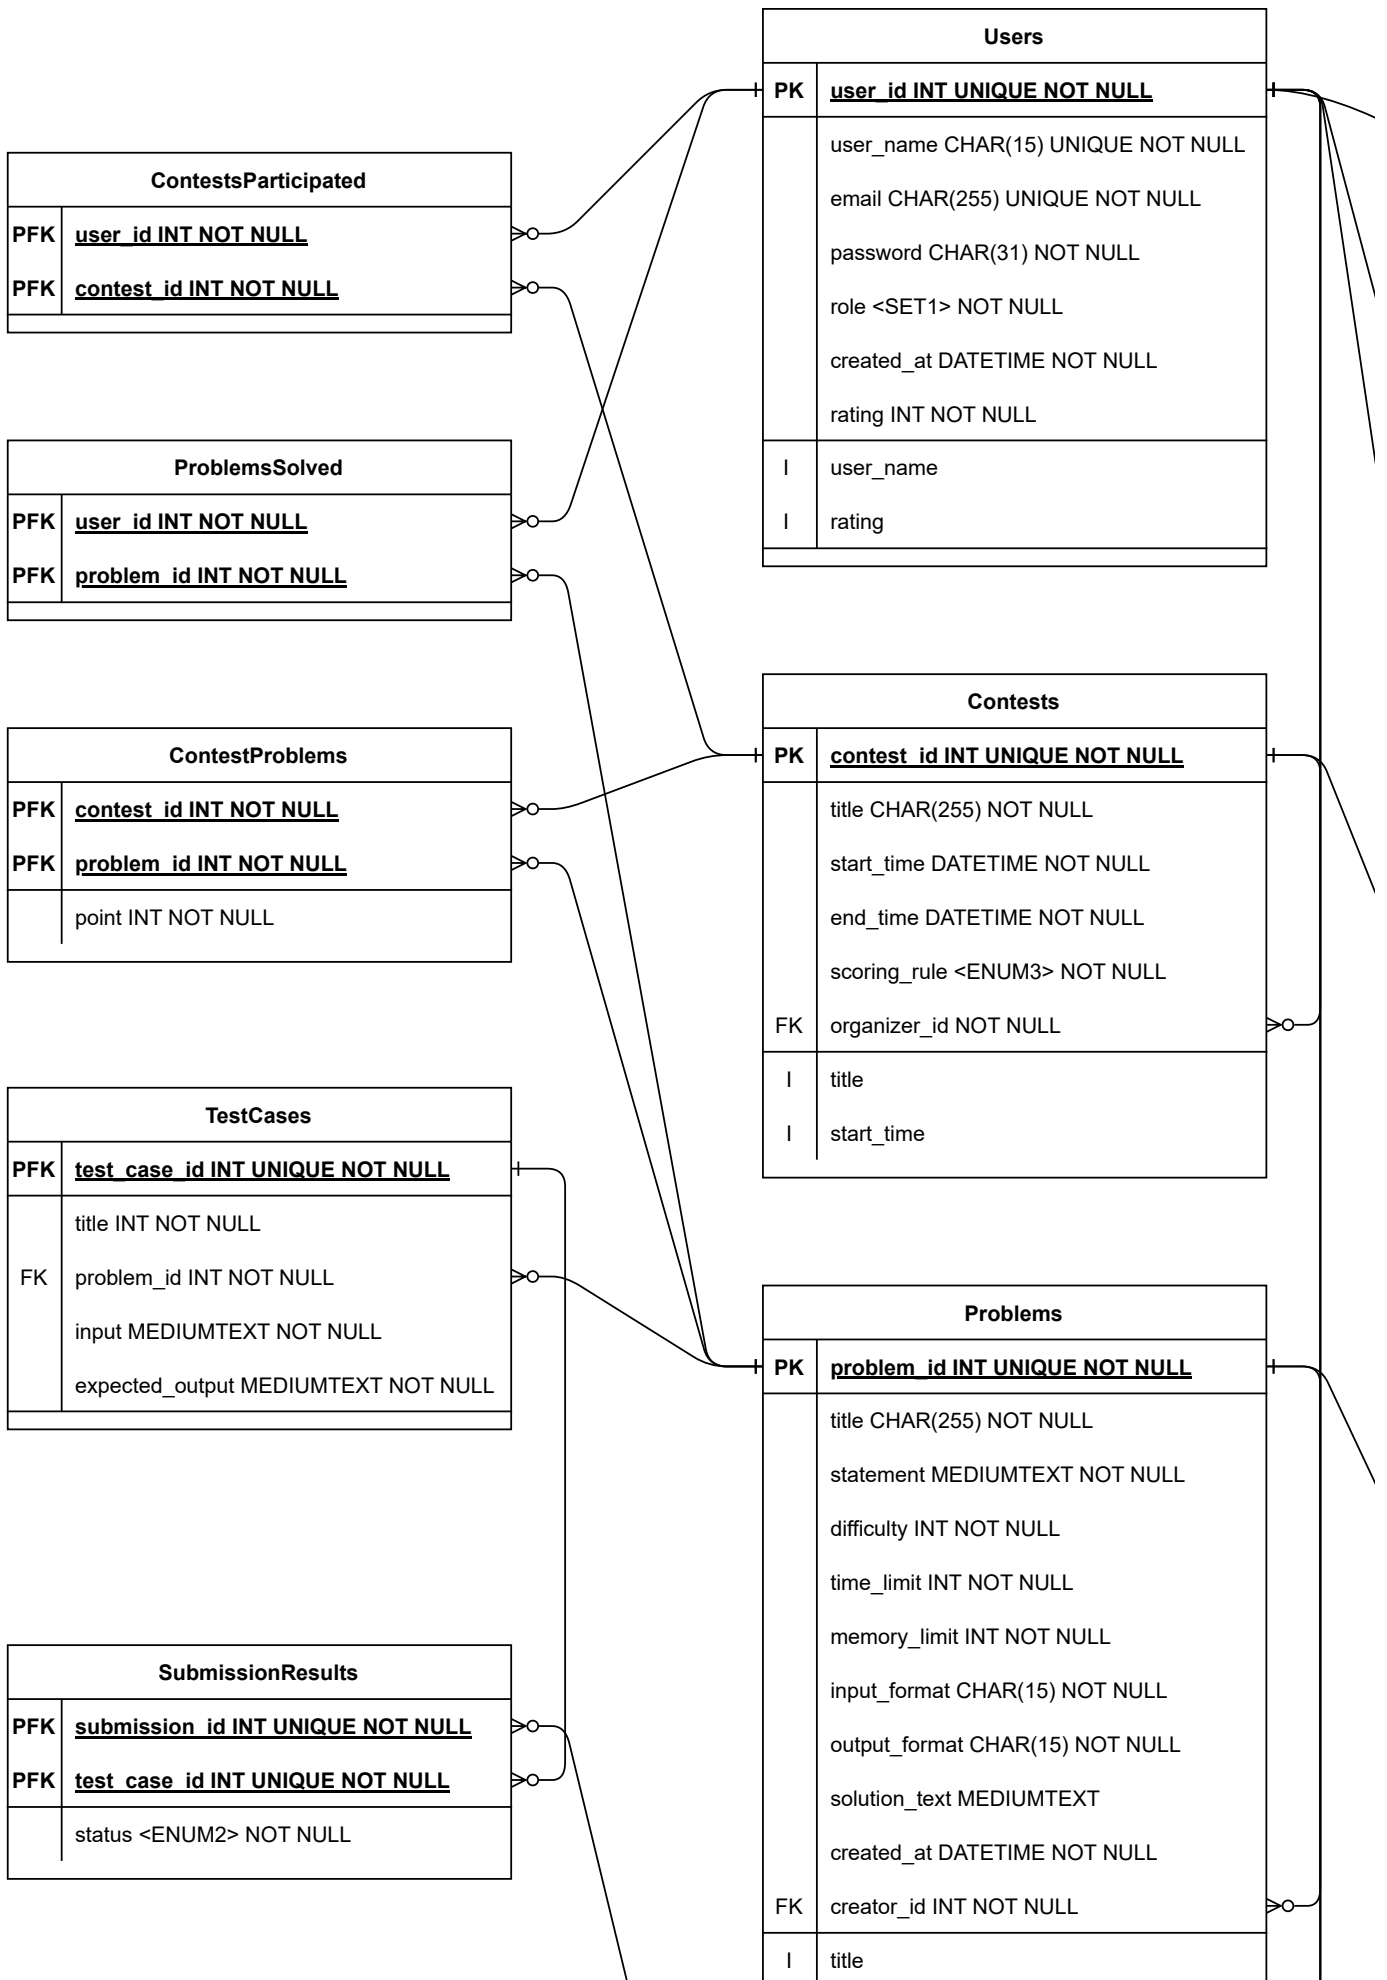 Users
PK user_id INT UNIQUE NOT NULL
user_name CHAR(15) UNIQUE NOT NULL
email CHAR(255) UNIQUE NOT NULL
password CHAR(31) NOT NULL
role <SET1> NOT NULL
created_at DATETIME NOT NULL
rating INT NOT NULL
I user_name
I rating
ContestsParticipated
PFK user_id INT NOT NULL
PFK contest_id INT NOT NULL
ProblemsSolved
PFK user_id INT NOT NULL
PFK problem_id INT NOT NULL
Contests
PK contest_id INT UNIQUE NOT NULL
title CHAR(255) NOT NULL
start_time DATETIME NOT NULL
end_time DATETIME NOT NULL
scoring_rule <ENUM3> NOT NULL
FK organizer_id NOT NULL
I title
I start_time
ContestProblems
PFK contest_id INT NOT NULL
PFK problem_id INT NOT NULL
point INT NOT NULL
TestCases
PFK test_case_id INT UNIQUE NOT NULL
title INT NOT NULL
FK problem_id INT NOT NULL
input MEDIUMTEXT NOT NULL
expected_output MEDIUMTEXT NOT NULL
Problems
PK problem_id INT UNIQUE NOT NULL
title CHAR(255) NOT NULL
statement MEDIUMTEXT NOT NULL
difficulty INT NOT NULL
time_limit INT NOT NULL
memory_limit INT NOT NULL
input_format CHAR(15) NOT NULL
output_format CHAR(15) NOT NULL
solution_text MEDIUMTEXT
created_at DATETIME NOT NULL
FK creator_id INT NOT NULL
I title
SubmissionResults
PFK submission_id INT UNIQUE NOT NULL
PFK test_case_id INT UNIQUE NOT NULL
status <ENUM2> NOT NULL